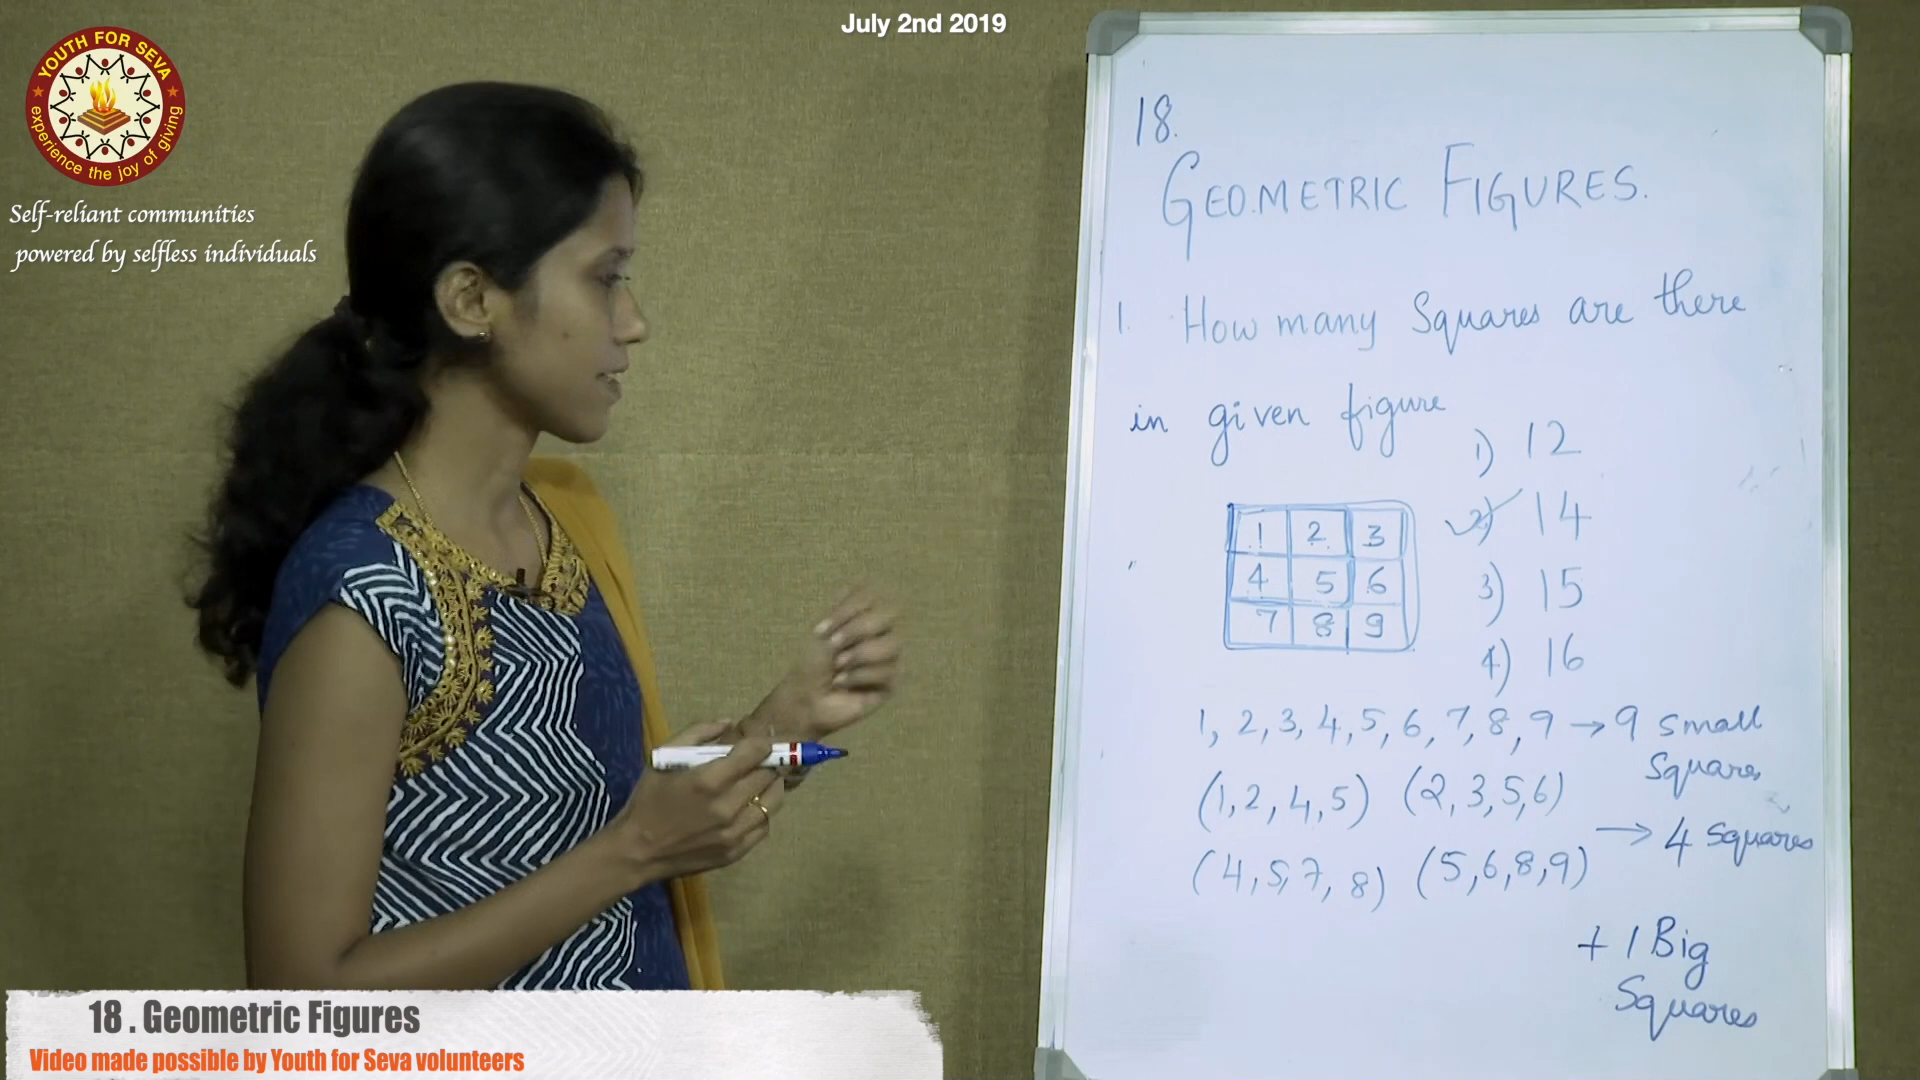 July 2nd 2019
YOUTH FOR SEVA
experience the joy of giving
Self-reliant communities
powered by selfless individuals
18.
GEOMETRIC FIGURES.
1. How many Squares are there
in given figure
1) 12
2) 14
3) 15
4) 16
1 2 3
4 5 6
7 8 9
1, 2, 3, 4, 5, 6, 7, 8, 9 → 9 small
Squares
(1,2,4,5) (2,3,5,6)
→ 4 Squares
(4,5,7,8) (5,6,8,9)
+ 1 Big
Squares
18 . Geometric Figures
Video made possible by Youth for Seva volunteers